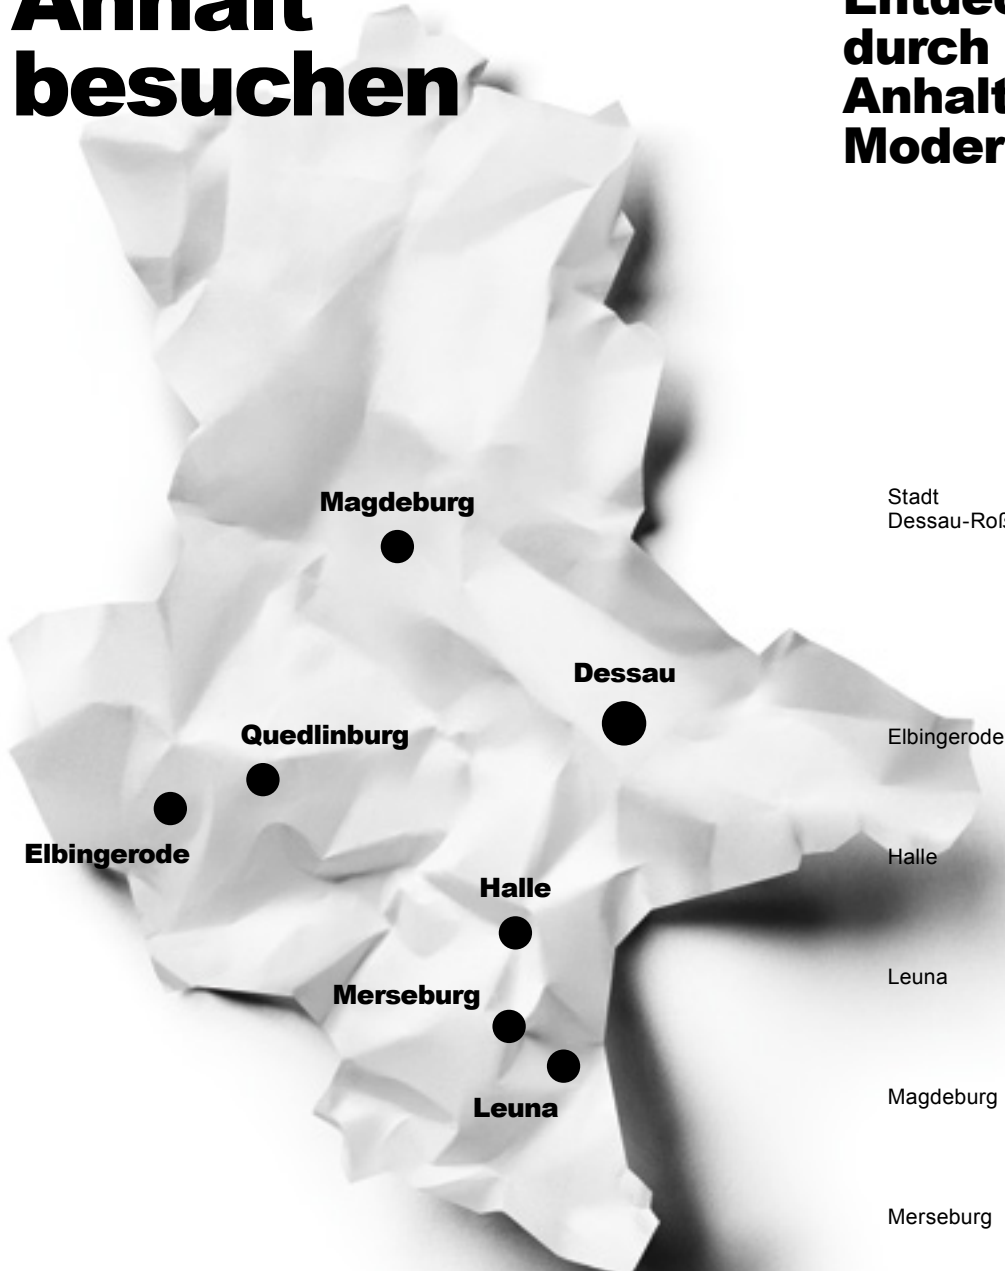 Anhalt
besuchen
durch
Anhalt
Moder
Magdeburg
Dessau
Quedlinburg
Elbingerode
Halle
Merseburg
Leuna
Stadt
Dessau-Roß
Elbingerode
Halle
Leuna
Magdeburg
Merseburg